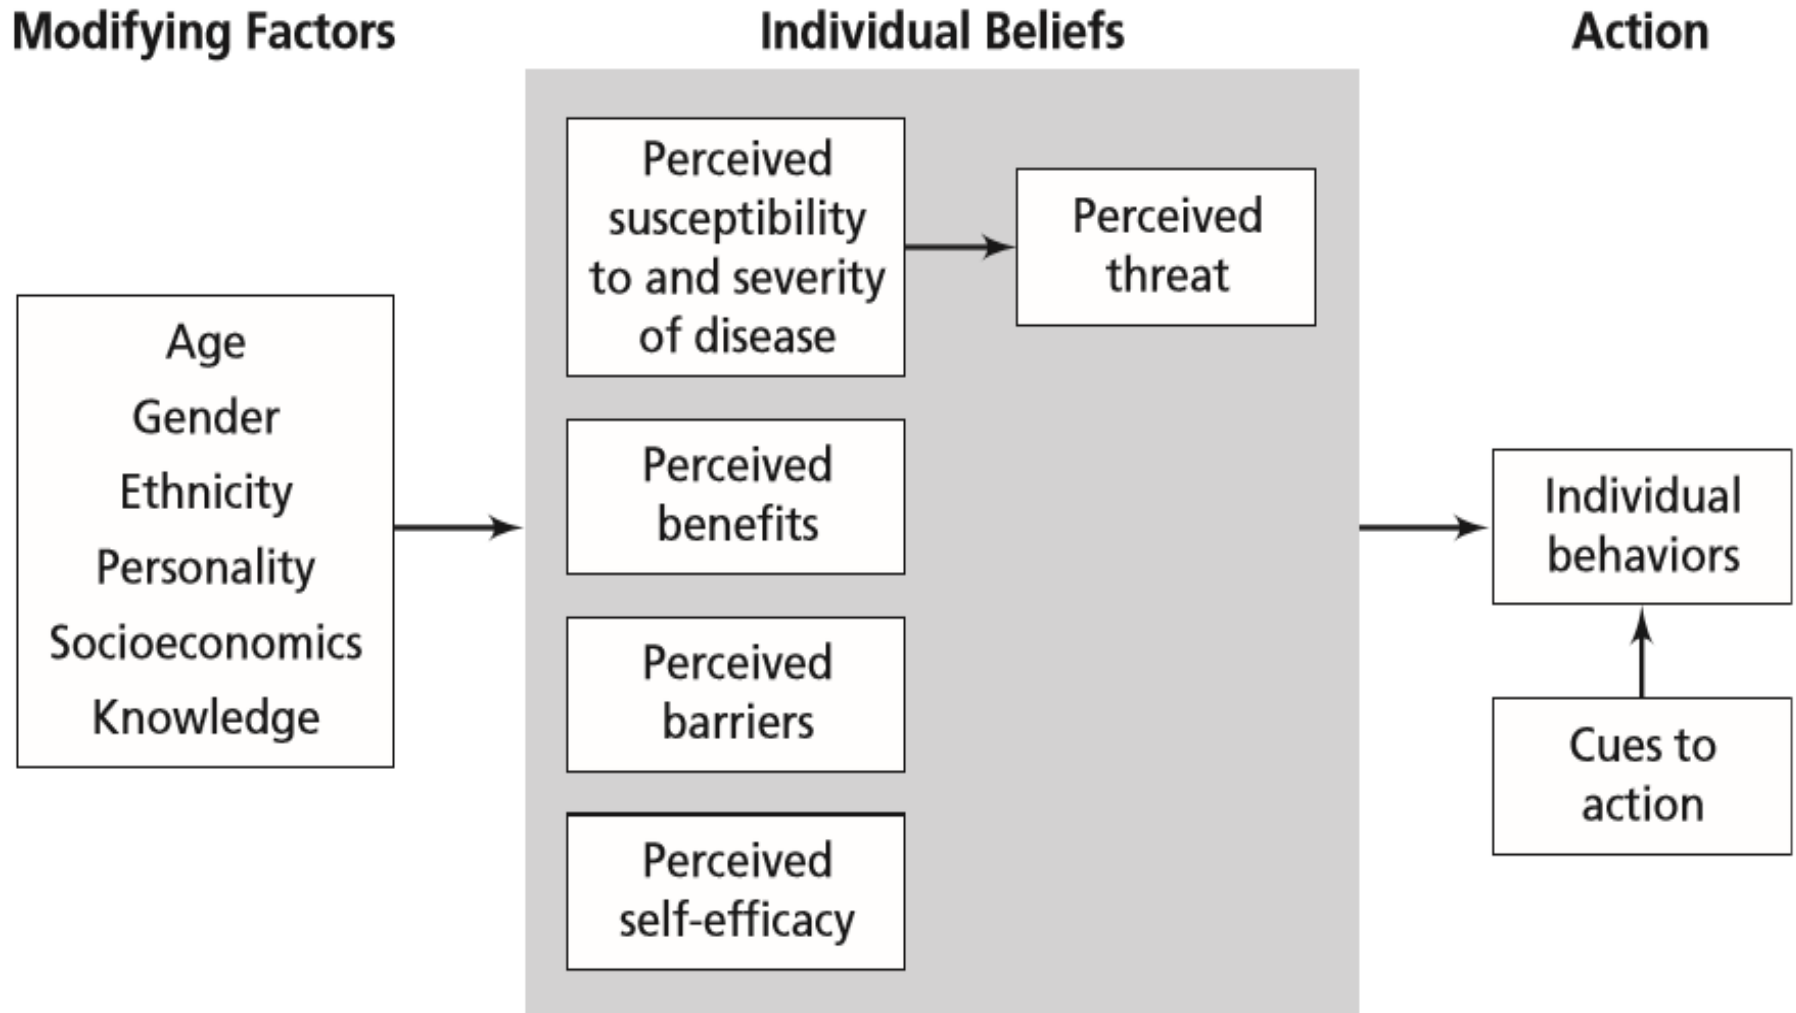 Modifying Factors
Individual Beliefs
Action
Age
Gender
Ethnicity
Personality
Socioeconomics
Knowledge
Perceived
susceptibility
to and severity
of disease
Perceived
threat
Perceived
benefits
Perceived
barriers
Perceived
self-efficacy
Individual
behaviors
Cues to
action